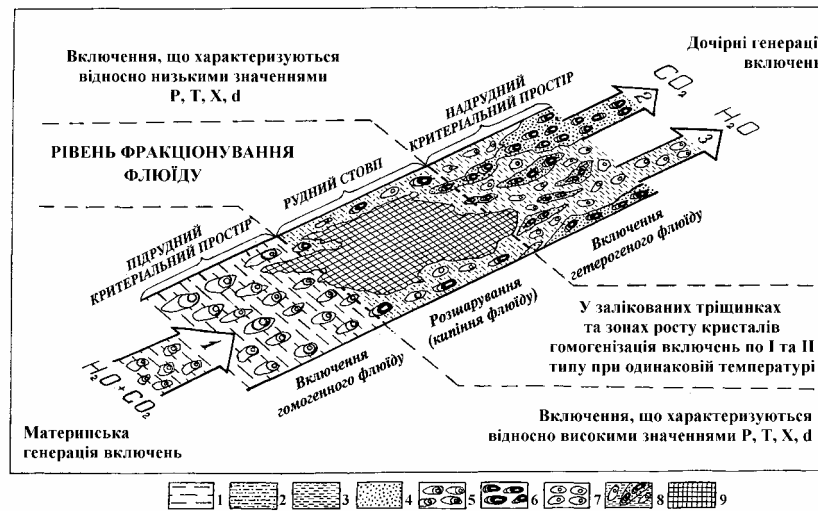 Включення, що характеризуються
відносно низькими значеннями
P, T, X, d
Дочірні генерації
включень
CO₂
2
H₂O
3
НАДРУДНИЙ
КРИТЕРІАЛЬНИЙ ПРОСТІР
РІВЕНЬ ФРАКЦІОНУВАННЯ
ФЛЮЇДУ
РУДНИЙ СТОВП
ПІДРУДНИЙ
КРИТЕРІАЛЬНИЙ ПРОСТІР
Включення
гетерогеного флюїду
Розшарування
(кипіння флюїду)
Включення
гомогенного флюїду
У залікованих тріщинках
та зонах росту кристалів
гомогенізація включень по I та II
типу при одинаковій температурі
1
H₂O-CO₂
Материнська
генерація включень
Включення, що характеризуються
відносно високими значеннями P, T, X, d
1 2 3 4 5 6 7 8 9